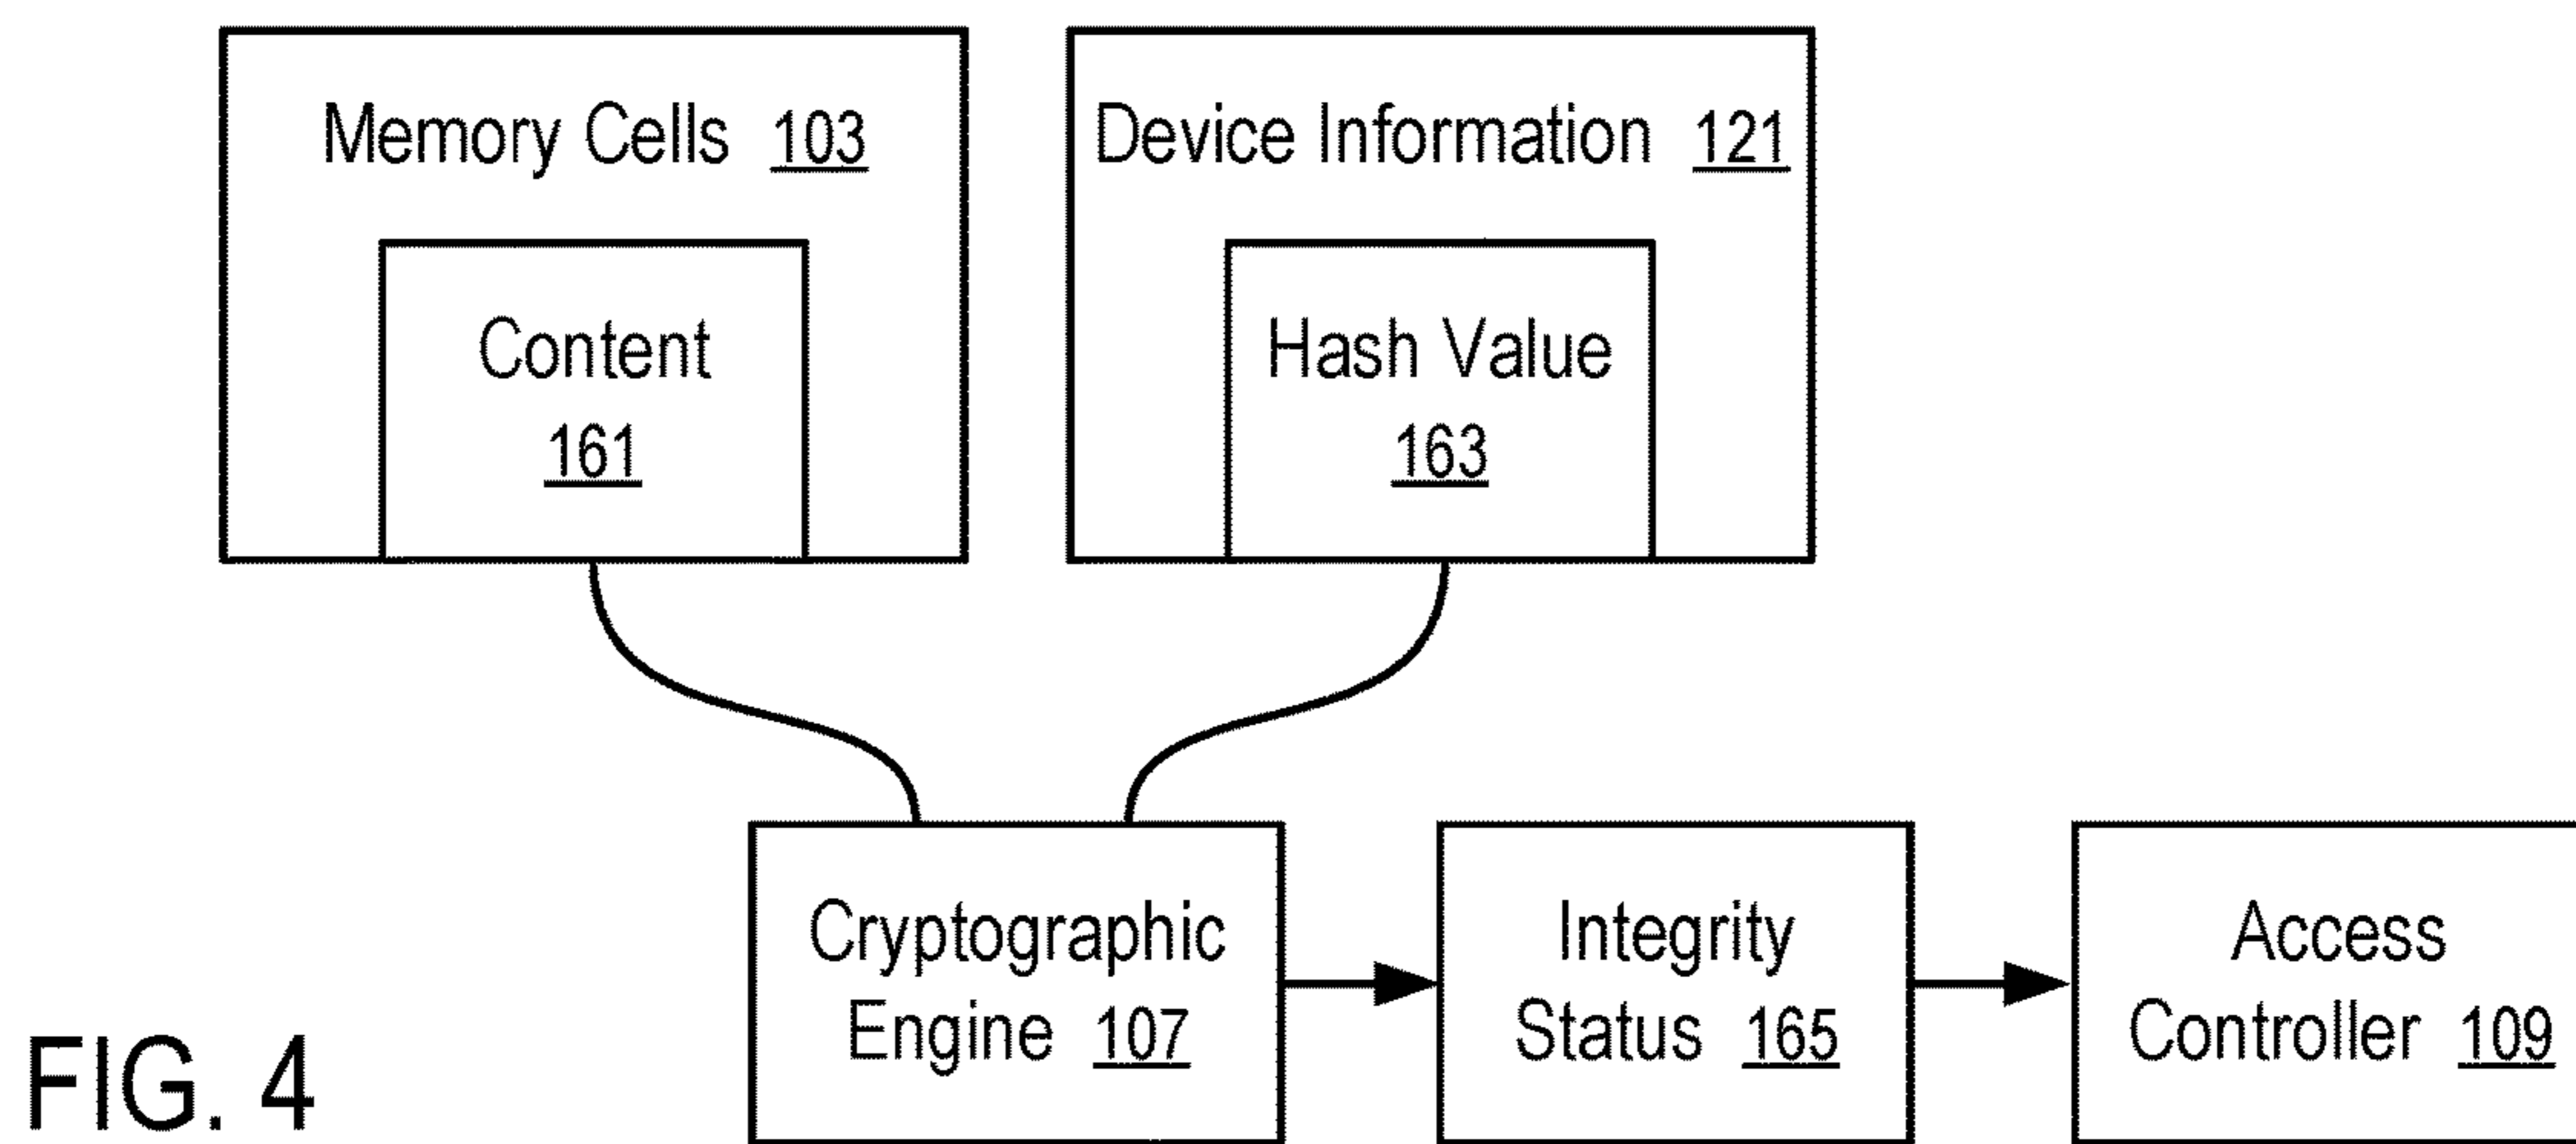 Memory Cells 103
Device Information 121
Content
161
Hash Value
163
Cryptographic
Engine 107
Integrity
Status 165
Access
Controller 109
FIG. 4